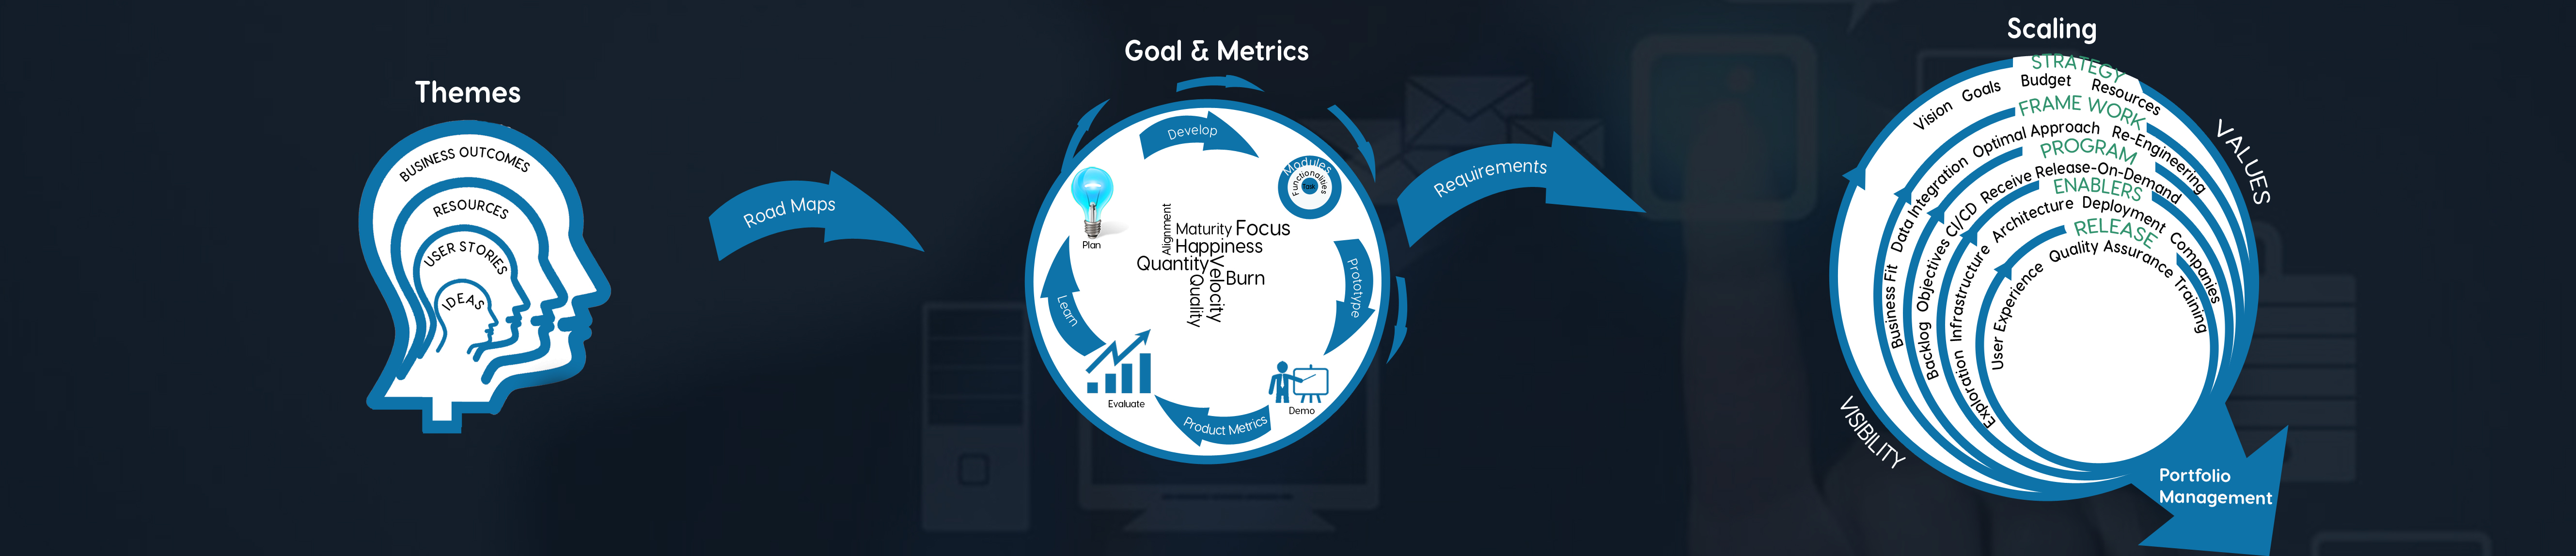 Themes
BUSINESS OUTCOMES
RESOURCES
USER STORIES
IDEAS
Road Maps
Goal & Metrics
Develop
Modules
Functionalities
Task
Prototype
Demo
Product Metrics
Evaluate
Learn
Plan
Alignment
Maturity
Focus
Happiness
Quantity
Velocity
Quality
Burn
Requirements
Scaling
STRATEGY
Vision Goals Budget Resources
FRAME WORK
Business Fit Data Integration Optimal Approach Re-Engineering
PROGRAM
Backlog Objectives CI/CD Receive Release-On-Demand
ENABLERS
Exploration Infrastructure Architecture Deployment Companies
RELEASE
User Experience Quality Assurance Training
VALUES
VISIBILITY
Portfolio
Management